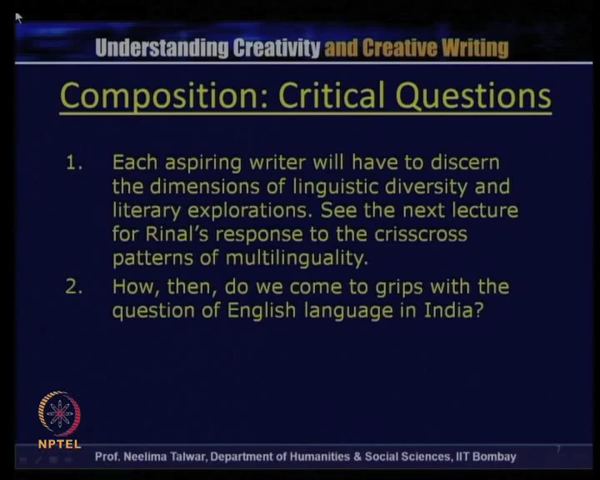 Understanding Creativity and Creative Writing
Composition: Critical Questions
1. Each aspiring writer will have to discern
the dimensions of linguistic diversity and
literary explorations. See the next lecture
for Rinal's response to the crisscross
patterns of multilinguality.
2. How, then, do we come to grips with the
question of English language in India?
NPTEL
7
Prof. Neelima Talwar, Department of Humanities & Social Sciences, IIT Bombay